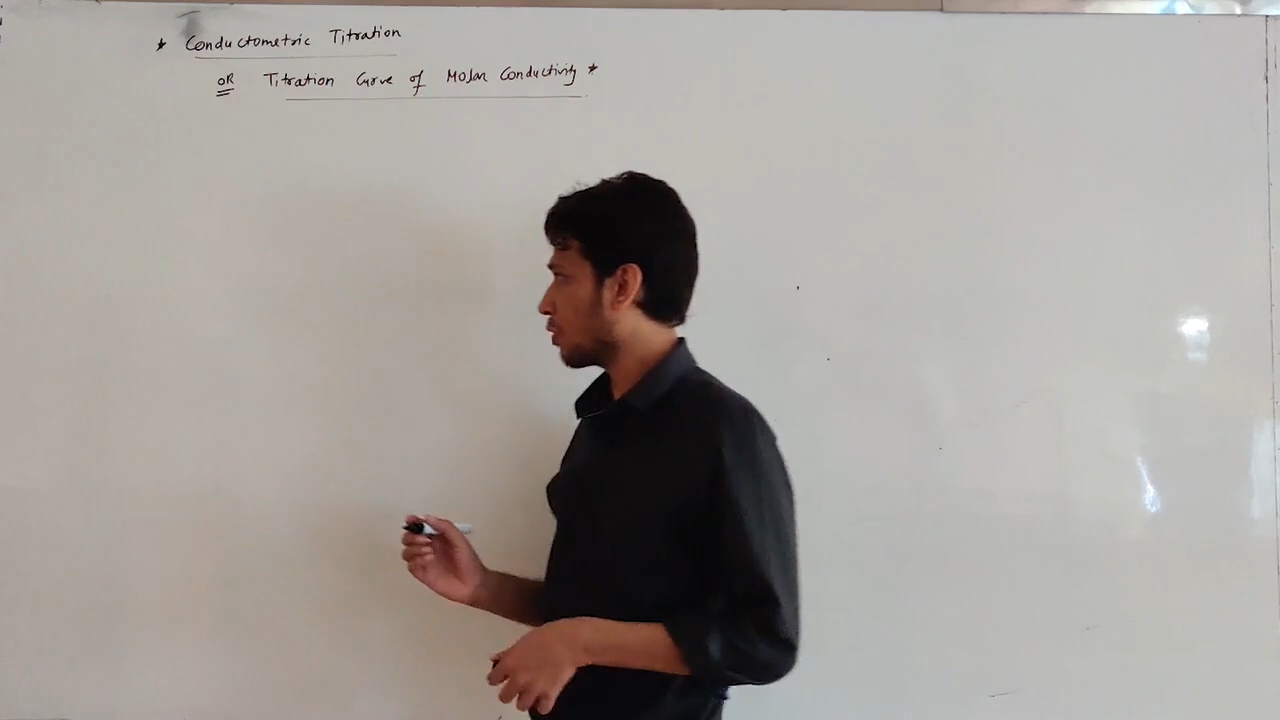 * Conductometric Titration
OR Titration Curve of Molar Conductivity *